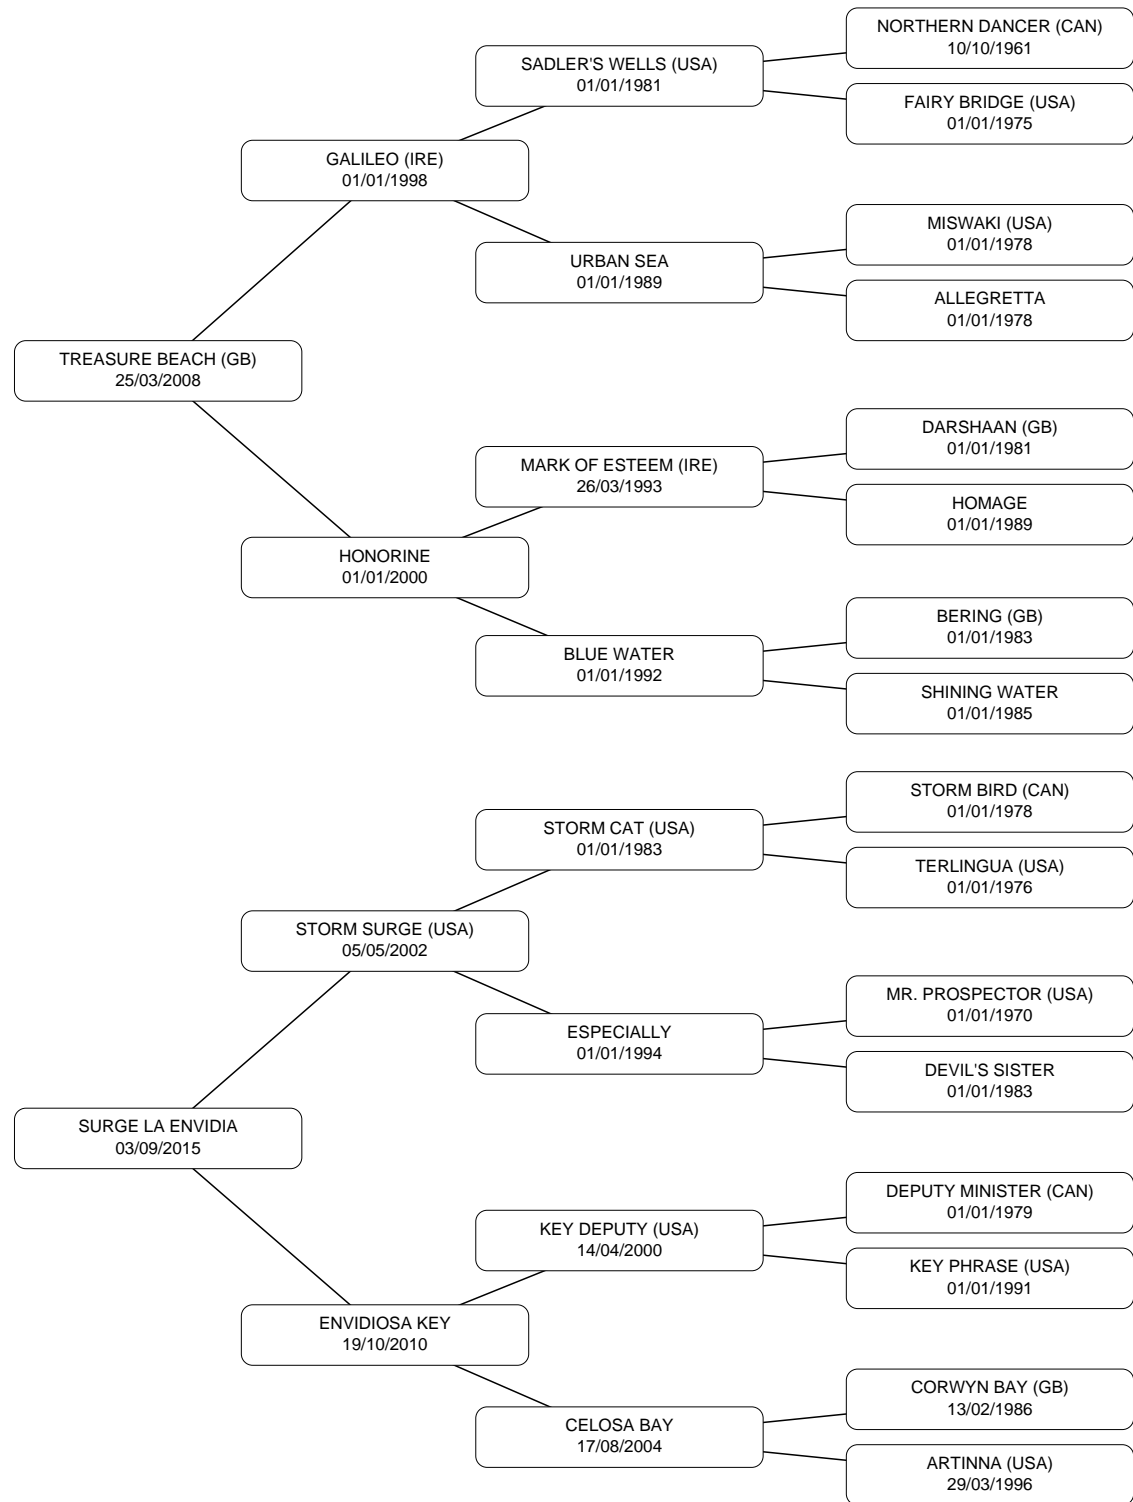 NORTHERN DANCER (CAN)
10/10/1961
SADLER'S WELLS (USA)
01/01/1981
FAIRY BRIDGE (USA)
01/01/1975
GALILEO (IRE)
01/01/1998
MISWAKI (USA)
01/01/1978
URBAN SEA
01/01/1989
ALLEGRETTA
01/01/1978
TREASURE BEACH (GB)
25/03/2008
DARSHAAN (GB)
01/01/1981
MARK OF ESTEEM (IRE)
26/03/1993
HOMAGE
01/01/1989
HONORINE
01/01/2000
BERING (GB)
01/01/1983
BLUE WATER
01/01/1992
SHINING WATER
01/01/1985
STORM BIRD (CAN)
01/01/1978
STORM CAT (USA)
01/01/1983
TERLINGUA (USA)
01/01/1976
STORM SURGE (USA)
05/05/2002
MR. PROSPECTOR (USA)
01/01/1970
ESPECIALLY
01/01/1994
DEVIL'S SISTER
01/01/1983
SURGE LA ENVIDIA
03/09/2015
DEPUTY MINISTER (CAN)
01/01/1979
KEY DEPUTY (USA)
14/04/2000
KEY PHRASE (USA)
01/01/1991
ENVIDIOSA KEY
19/10/2010
CORWYN BAY (GB)
13/02/1986
CELOSA BAY
17/08/2004
ARTINNA (USA)
29/03/1996